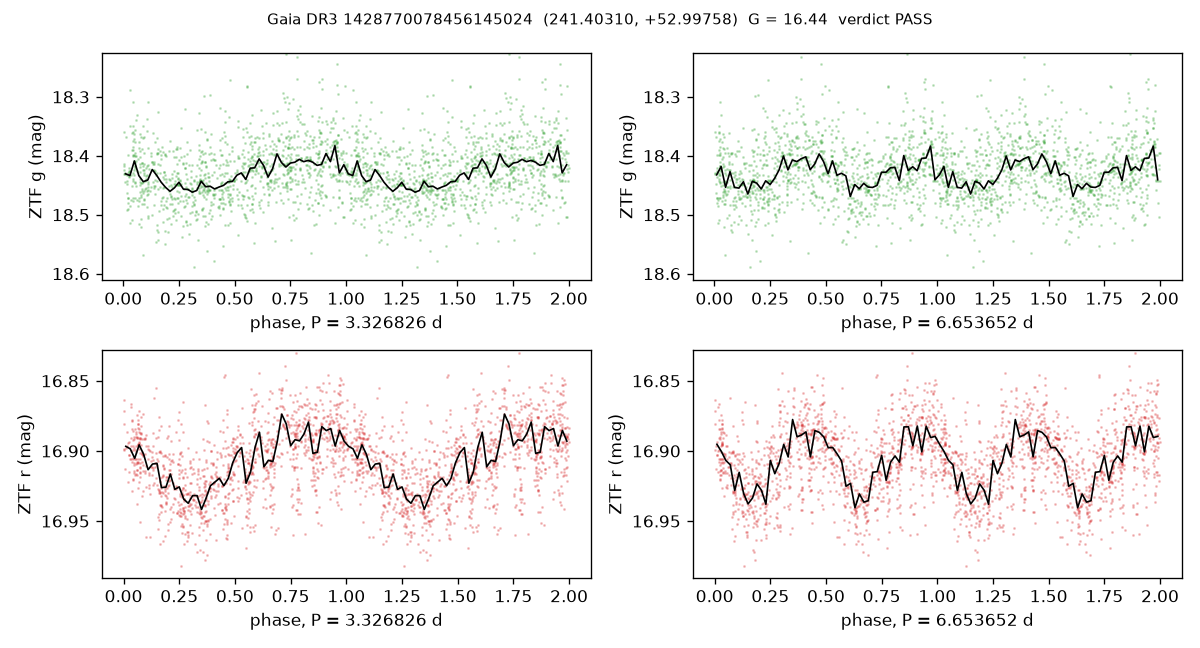 Gaia DR3 1428770078456145024 (241.40310, +52.99758) G = 16.44 verdict PASS
ZTF g (mag)
18.3
18.4
18.5
18.6
0.00 0.25 0.50 0.75 1.00 1.25 1.50 1.75 2.00
phase, P = 3.326826 d
ZTF g (mag)
18.3
18.4
18.5
18.6
0.00 0.25 0.50 0.75 1.00 1.25 1.50 1.75 2.00
phase, P = 6.653652 d
ZTF r (mag)
16.85
16.90
16.95
0.00 0.25 0.50 0.75 1.00 1.25 1.50 1.75 2.00
phase, P = 3.326826 d
ZTF r (mag)
16.85
16.90
16.95
0.00 0.25 0.50 0.75 1.00 1.25 1.50 1.75 2.00
phase, P = 6.653652 d